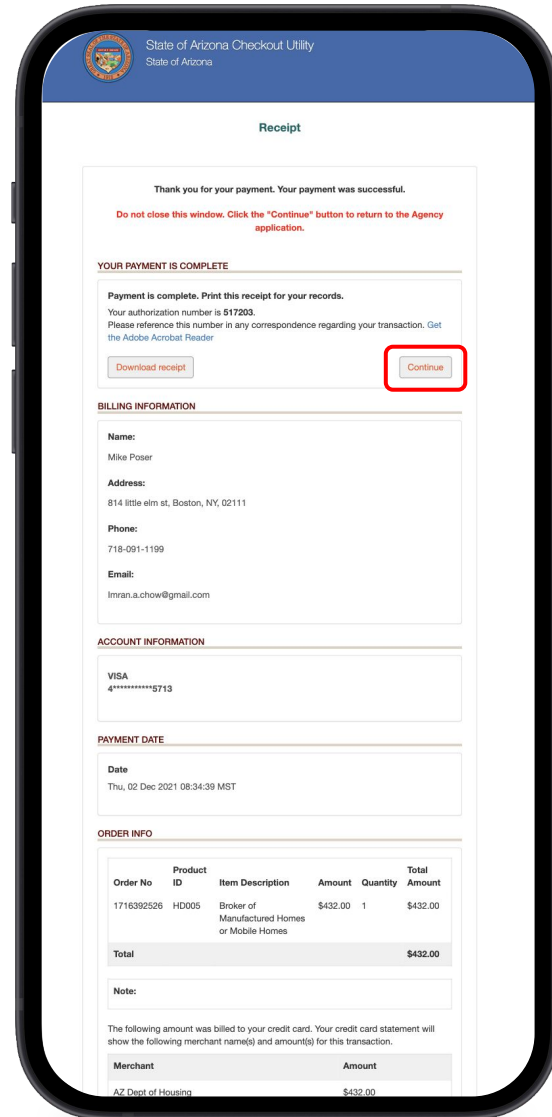 State of Arizona Checkout Utility
State of Arizona
Receipt
Thank you for your payment. Your payment was successful.
Do not close this window. Click the "Continue" button to return to the Agency
application.
YOUR PAYMENT IS COMPLETE
Payment is complete. Print this receipt for your records.
Your authorization number is 517203.
Please reference this number in any correspondence regarding your transaction. Get
the Adobe Acrobat Reader
Download receipt Continue
BILLING INFORMATION
Name:
Mike Poser
Address:
814 little elm st, Boston, NY, 02111
Phone:
718-091-1199
Email:
Imran.a.chow@gmail.com
ACCOUNT INFORMATION
VISA
4***********5713
PAYMENT DATE
Date
Thu, 02 Dec 2021 08:34:39 MST
ORDER INFO
Order No Product ID Item Description Amount Quantity Total Amount
1716392526 HD005 Broker of $432.00 1 $432.00
Manufactured Homes
or Mobile Homes
Total $432.00
Note:
The following amount was billed to your credit card. Your credit card statement will
show the following merchant name(s) and amount(s) for this transaction.
Merchant Amount
AZ Dept of Housing $432.00